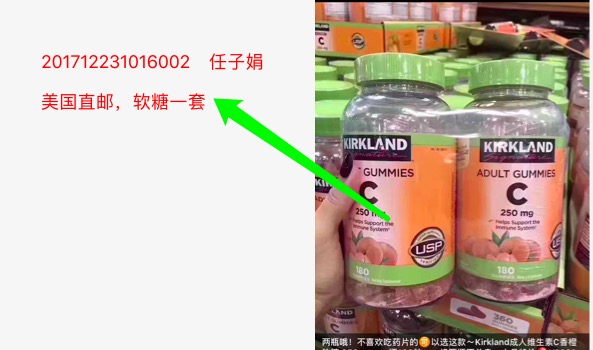 201712231016002 任子娟
美国直邮，软糖一套
KIRKLAND
Signature
GUMMIES
C
250 mg
Helps Support the
Immune System
USP
180
KIRKLAND
Signature
ADULT GUMMIES
C
250 mg
Helps Support the
Immune System
180
360
两瓶哦！不喜欢吃药片的可以选这款～Kirkland成人维生素C香橙